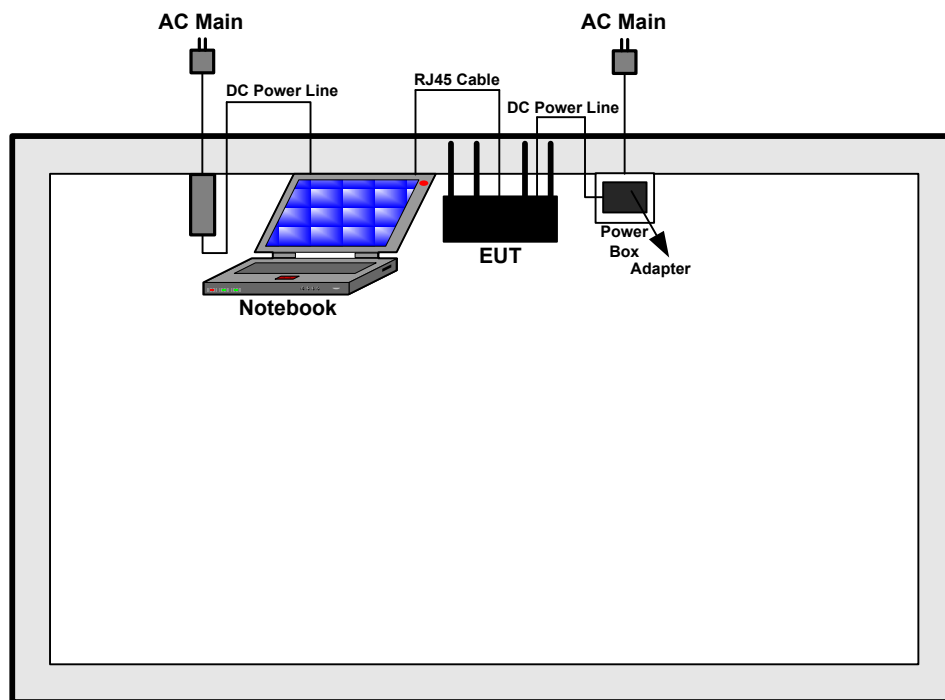 AC Main
AC Main
DC Power Line
RJ45 Cable
DC Power Line
EUT
Power
Box
Adapter
Notebook